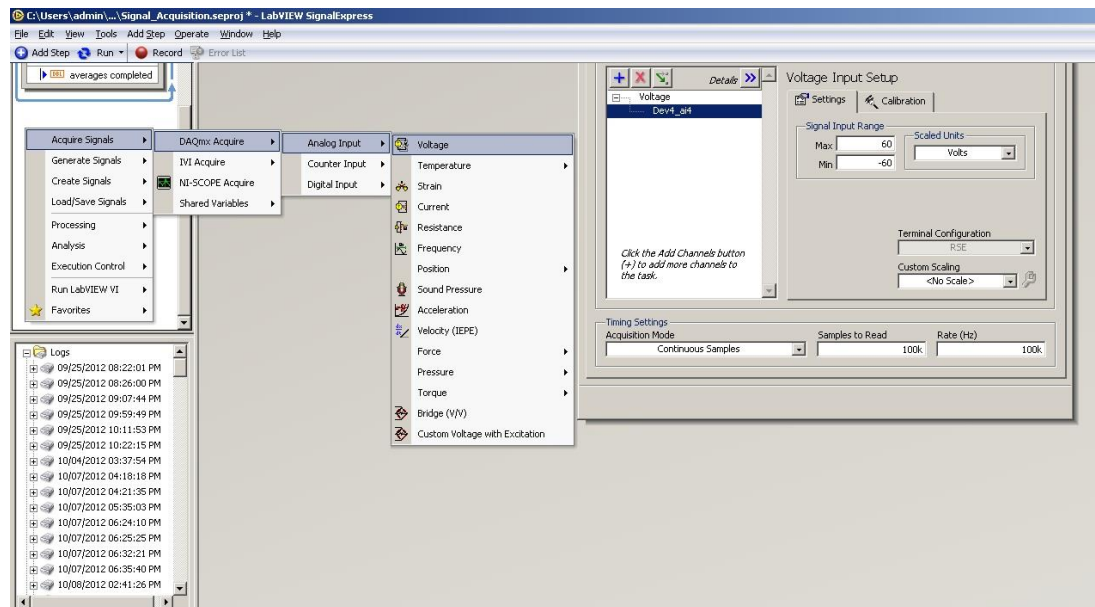 C:\Users\admin\...\Signal_Acquisition.seproj * - LabVIEW SignalExpress
File Edit View Tools Add Step Operate Window Help
Add Step Run Record Error List
averages completed
Acquire Signals
Generate Signals
Create Signals
Load/Save Signals
Processing
Analysis
Execution Control
Run LabVIEW VI
Favorites
DAQmx Acquire
IVI Acquire
NI-SCOPE Acquire
Shared Variables
Analog Input
Counter Input
Digital Input
Voltage
Temperature
Strain
Current
Resistance
Frequency
Position
Sound Pressure
Acceleration
Velocity (IEPE)
Force
Pressure
Torque
Bridge (V/V)
Custom Voltage with Excitation
Details
Voltage
Dev4_ai4
Click the Add Channels button
(+) to add more channels to
the task.
Voltage Input Setup
Settings Calibration
Signal Input Range
Max 60
Min -60
Scaled Units
Volts
Terminal Configuration
RSE
Custom Scaling
<No Scale>
Timing Settings
Acquisition Mode Samples to Read Rate (Hz)
Continuous Samples 100k 100k
Logs
09/25/2012 08:22:01 PM
09/25/2012 08:26:00 PM
09/25/2012 09:07:44 PM
09/25/2012 09:59:49 PM
09/25/2012 10:11:53 PM
09/25/2012 10:22:15 PM
10/04/2012 03:37:54 PM
10/07/2012 04:18:18 PM
10/07/2012 04:21:35 PM
10/07/2012 05:35:03 PM
10/07/2012 06:24:10 PM
10/07/2012 06:25:25 PM
10/07/2012 06:32:21 PM
10/07/2012 06:35:40 PM
10/08/2012 02:41:26 PM